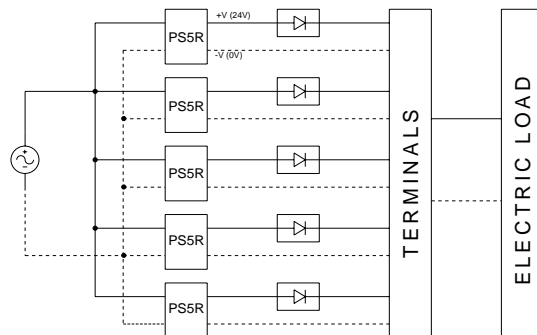 +V (24V)
PS5R
-V (0V)
PS5R
PS5R
PS5R
PS5R
TERMINALS
ELECTRIC LOAD